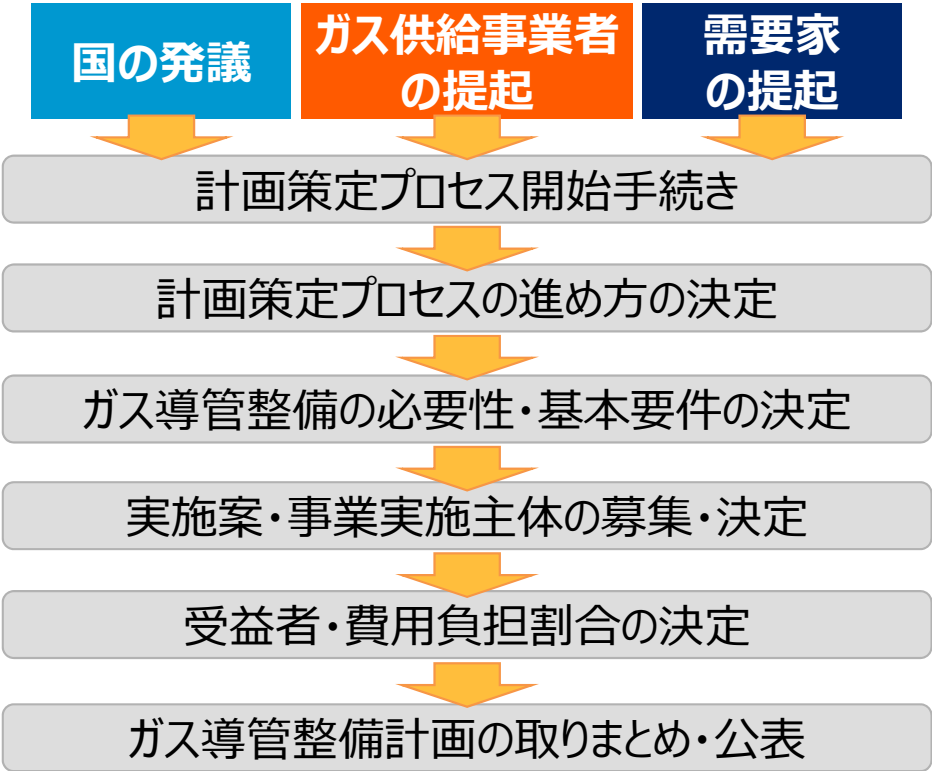 国の発議
ガス供給事業者
の提起
需要家
の提起
計画策定プロセス開始手続き
計画策定プロセスの進め方の決定
ガス導管整備の必要性・基本要件の決定
実施案・事業実施主体の募集・決定
受益者・費用負担割合の決定
ガス導管整備計画の取りまとめ・公表